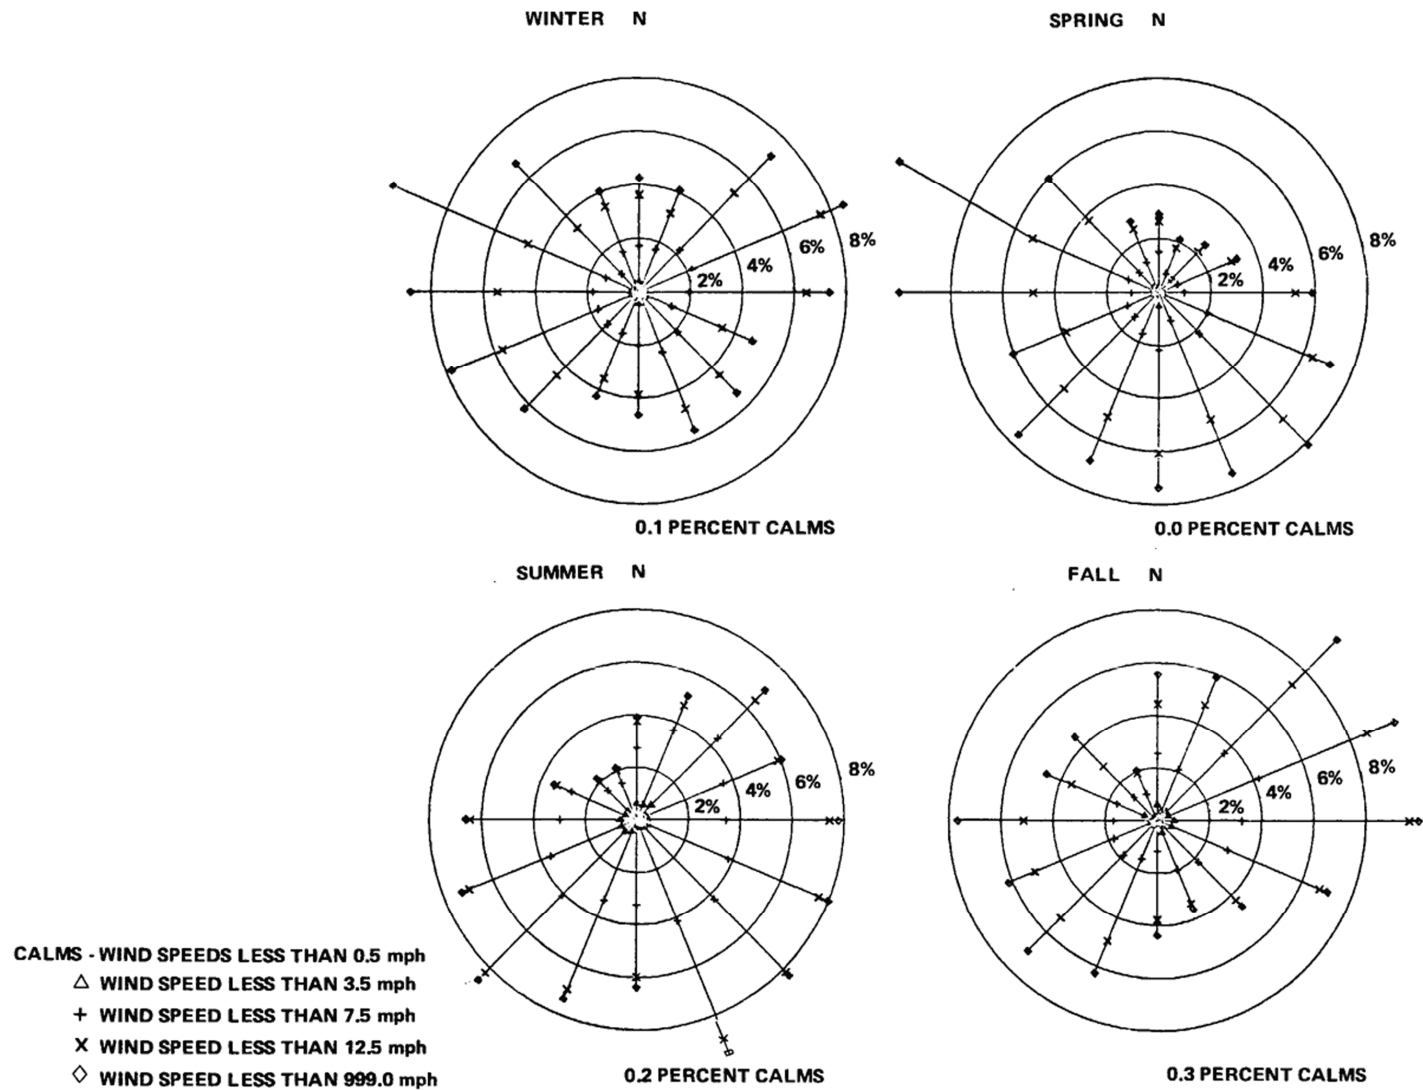 WINTER N
SPRING N
8%
6%
4%
2%
8%
6%
4%
2%
0.1 PERCENT CALMS
0.0 PERCENT CALMS
SUMMER N
FALL N
8%
6%
4%
2%
8%
6%
4%
2%
CALMS - WIND SPEEDS LESS THAN 0.5 mph
△ WIND SPEED LESS THAN 3.5 mph
+ WIND SPEED LESS THAN 7.5 mph
X WIND SPEED LESS THAN 12.5 mph
◇ WIND SPEED LESS THAN 999.0 mph
0.2 PERCENT CALMS
0.3 PERCENT CALMS